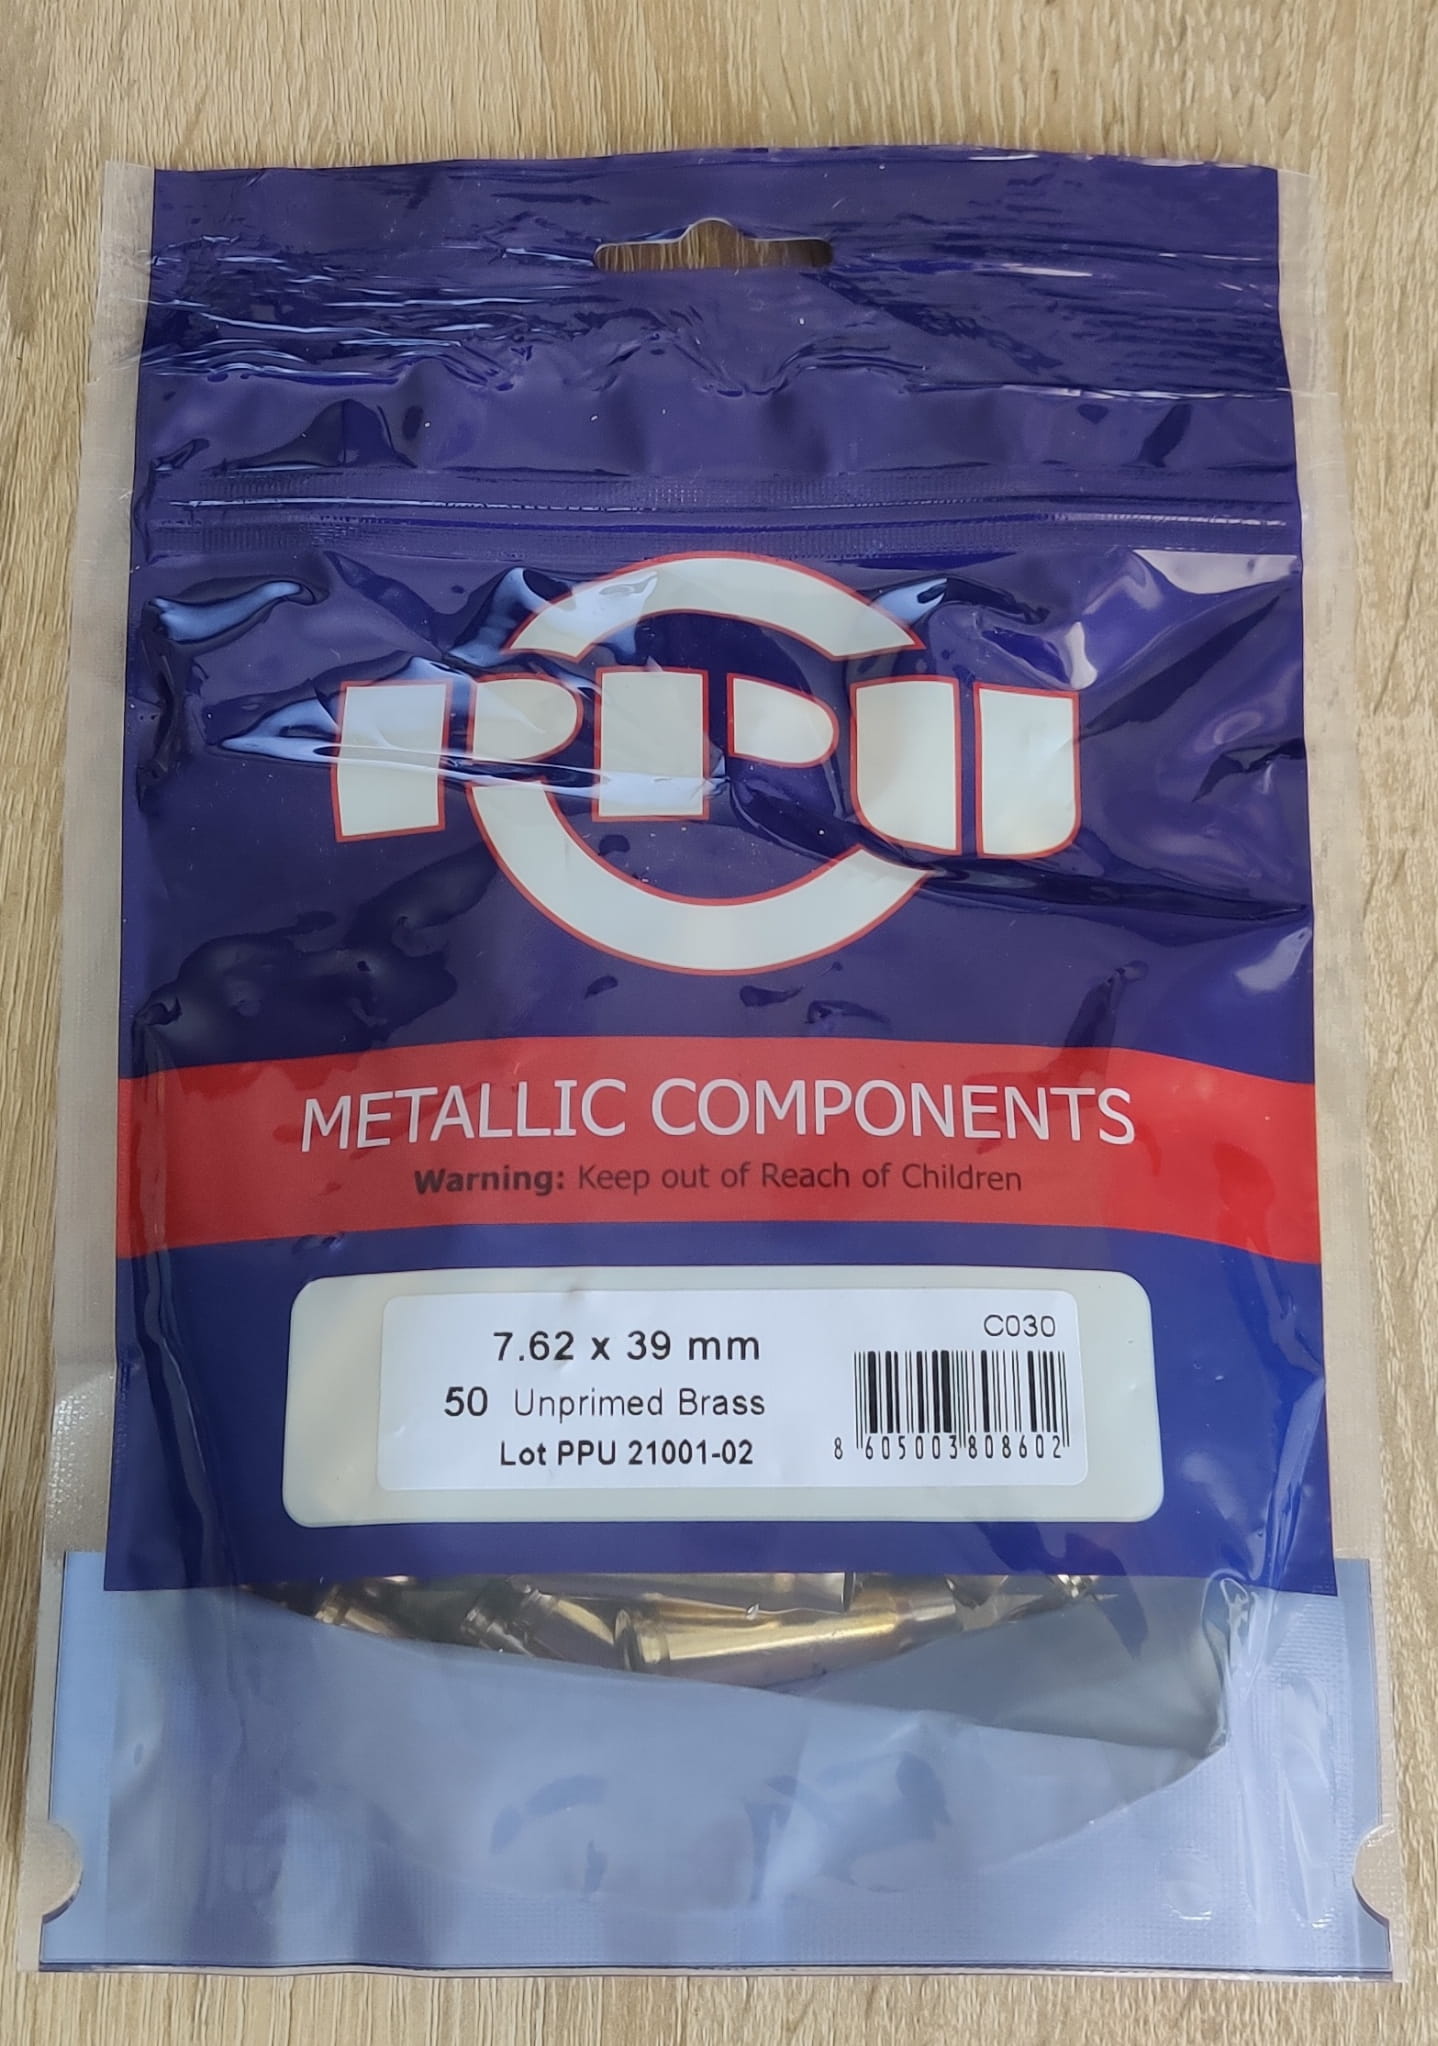 PPU
METALLIC COMPONENTS
Warning: Keep out of Reach of Children
C030
7.62 x 39 mm
50 Unprimed Brass
Lot PPU 21001-02
8 605003 808602